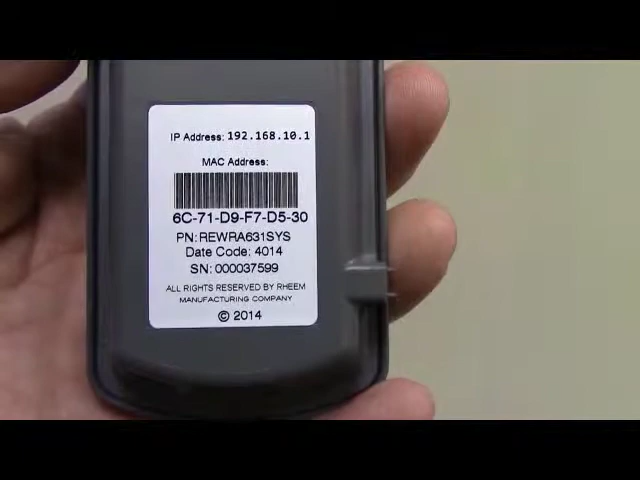 IP Address: 192.168.10.1
MAC Address:
6C-71-D9-F7-D5-30
PN: REWRA631SYS
Date Code: 4014
SN: 000037599
ALL RIGHTS RESERVED BY RHEEM
MANUFACTURING COMPANY
© 2014